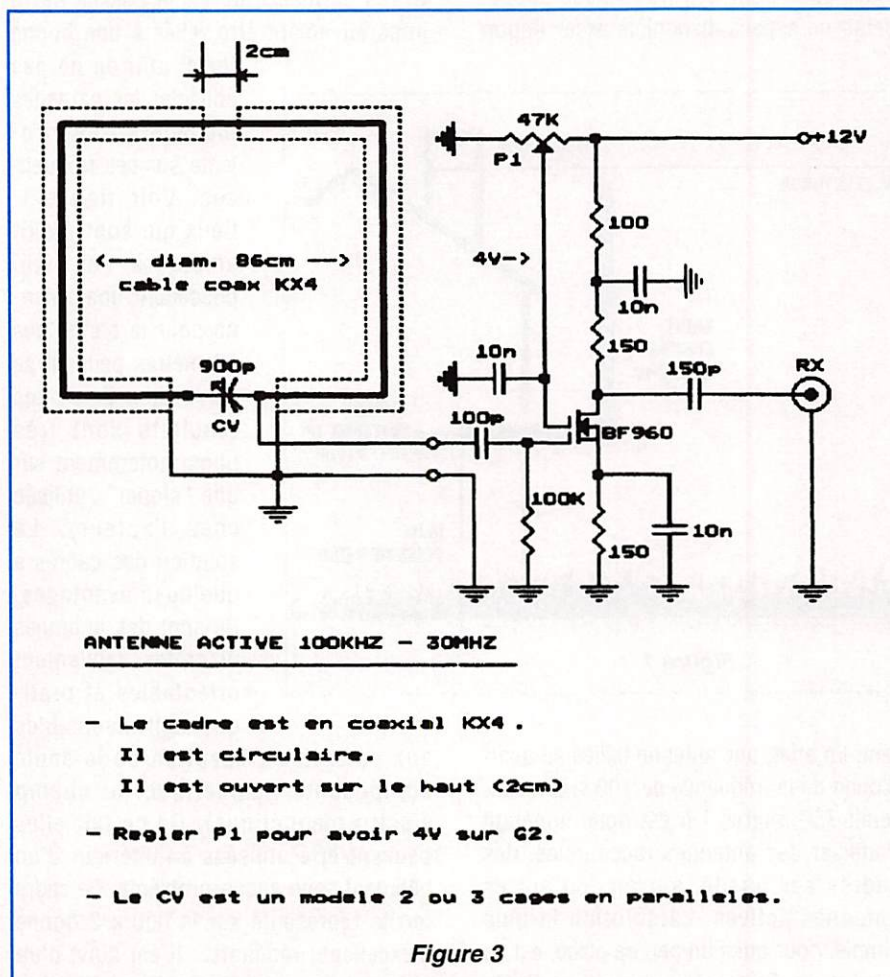 2cm
47K
P1
+12V
<-- diam. 86cm -->
cable coax KX4
4V->
100
10n
150
900p
CV
10n
100p
150p
RX
BF960
100K
150
10n
ANTENNE ACTIVE 100KHZ - 30MHZ
- Le cadre est en coaxial KX4.
Il est circulaire.
Il est ouvert sur le haut (2cm)
- Regler P1 pour avoir 4V sur G2.
- Le CV est un modele 2 ou 3 cages en paralleles.
Figure 3